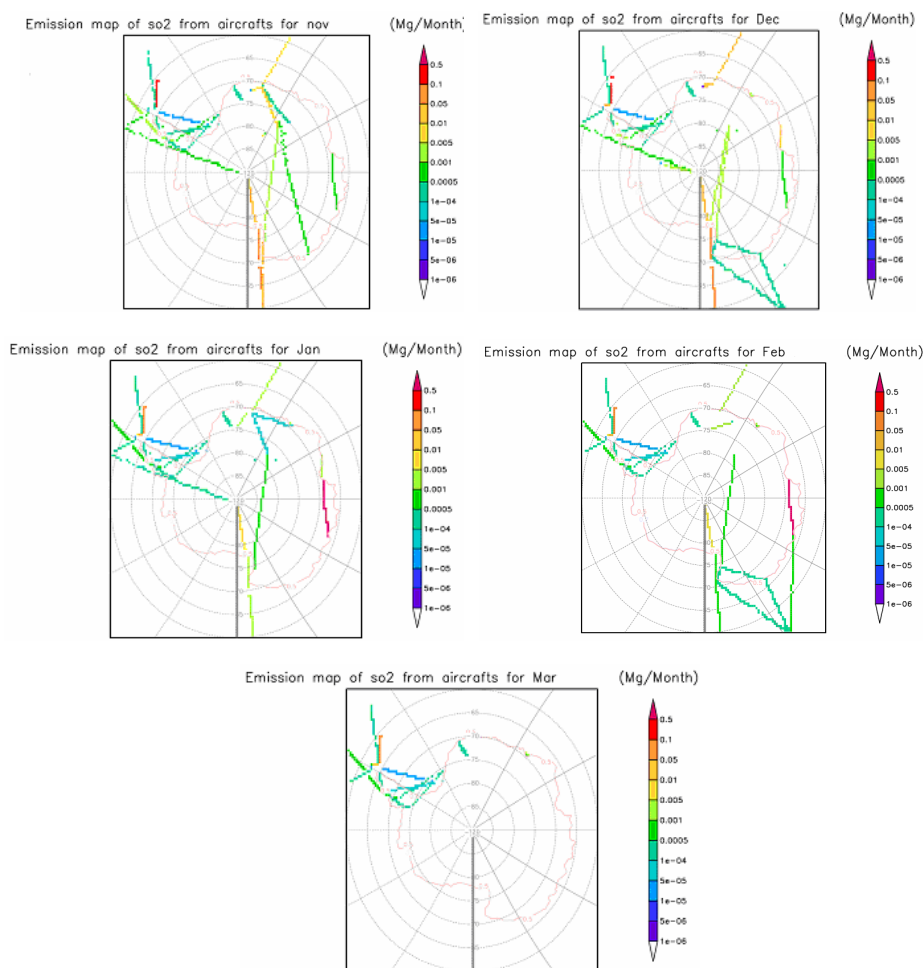 Emission map of so2 from aircrafts for nov
(Mg/Month)
0.5
0.1
0.05
0.01
0.005
0.001
0.0005
1e-04
5e-05
1e-05
5e-06
1e-06
Emission map of so2 from aircrafts for Dec
(Mg/Month)
0.5
0.1
0.05
0.01
0.005
0.001
0.0005
1e-04
5e-05
1e-05
5e-06
1e-06
Emission map of so2 from aircrafts for Jan
(Mg/Month)
0.5
0.1
0.05
0.01
0.005
0.001
0.0005
1e-04
5e-05
1e-05
5e-06
1e-06
Emission map of so2 from aircrafts for Feb
(Mg/Month)
0.5
0.1
0.05
0.01
0.005
0.001
0.0005
1e-04
5e-05
1e-05
5e-06
1e-06
Emission map of so2 from aircrafts for Mar
(Mg/Month)
0.5
0.1
0.05
0.01
0.005
0.001
0.0005
1e-04
5e-05
1e-05
5e-06
1e-06